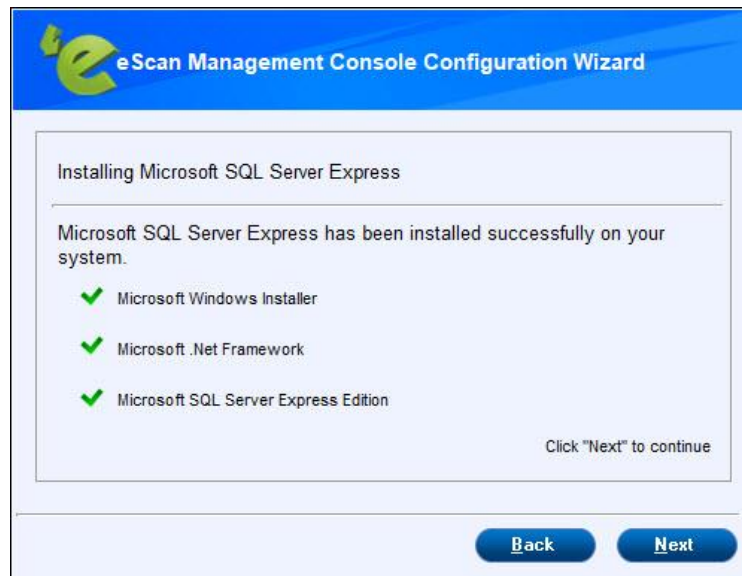 eScan Management Console Configuration Wizard
Installing Microsoft SQL Server Express
Microsoft SQL Server Express has been installed successfully on your
system.
Microsoft Windows Installer
Microsoft .Net Framework
Microsoft SQL Server Express Edition
Click "Next" to continue
Back
Next